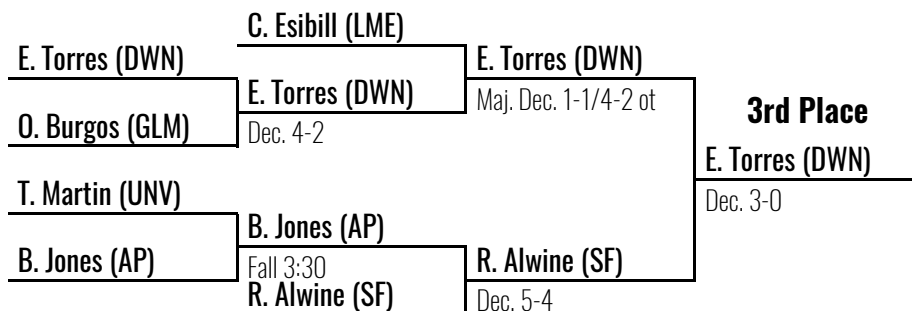 C. Esibill (LME)
E. Torres (DWN)
E. Torres (DWN)
E. Torres (DWN)
Maj. Dec. 1-1/4-2 ot
3rd Place
O. Burgos (GLM)
Dec. 4-2
E. Torres (DWN)
T. Martin (UNV)
Dec. 3-0
B. Jones (AP)
B. Jones (AP)
Fall 3:30
R. Alwine (SF)
R. Alwine (SF)
Dec. 5-4